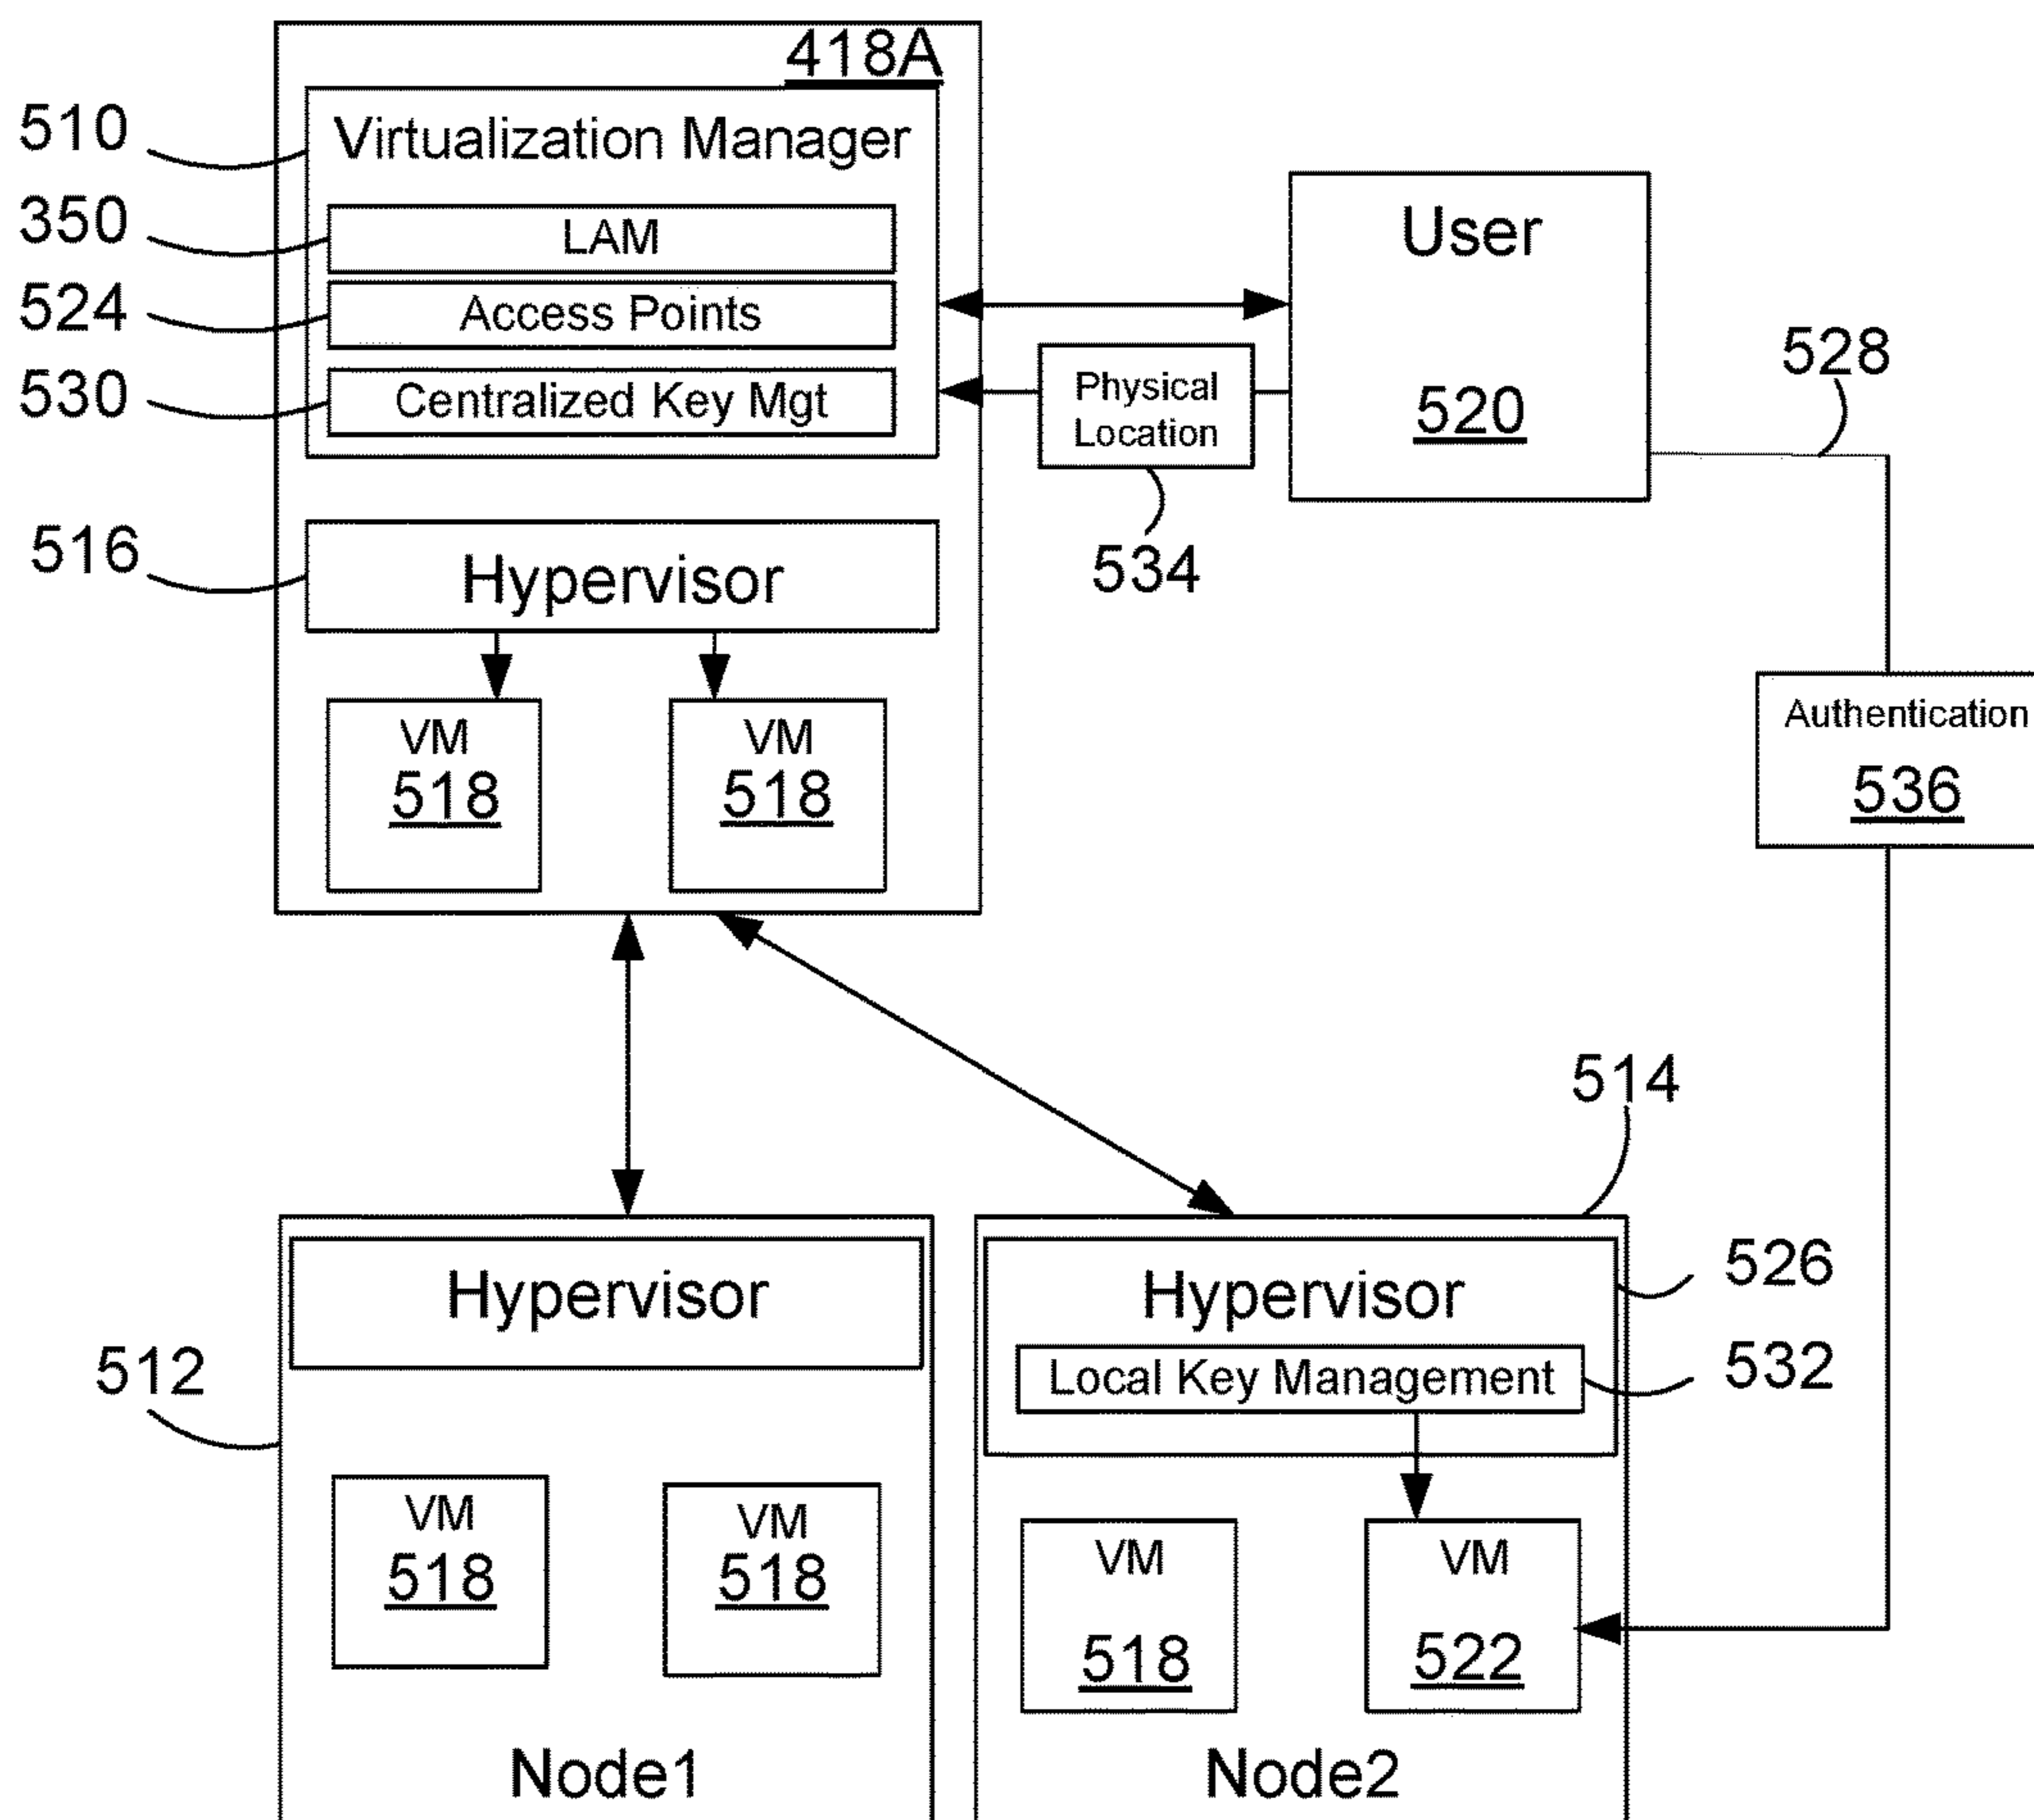 418A
510
Virtualization Manager
350
LAM
524
Access Points
530
Centralized Key Mgt
User
520
528
Physical
Location
534
516
Hypervisor
VM
518
VM
518
Authentication
536
514
Hypervisor
512
VM
518
VM
518
Node1
Hypervisor
526
Local Key Management
532
VM
518
VM
522
Node2